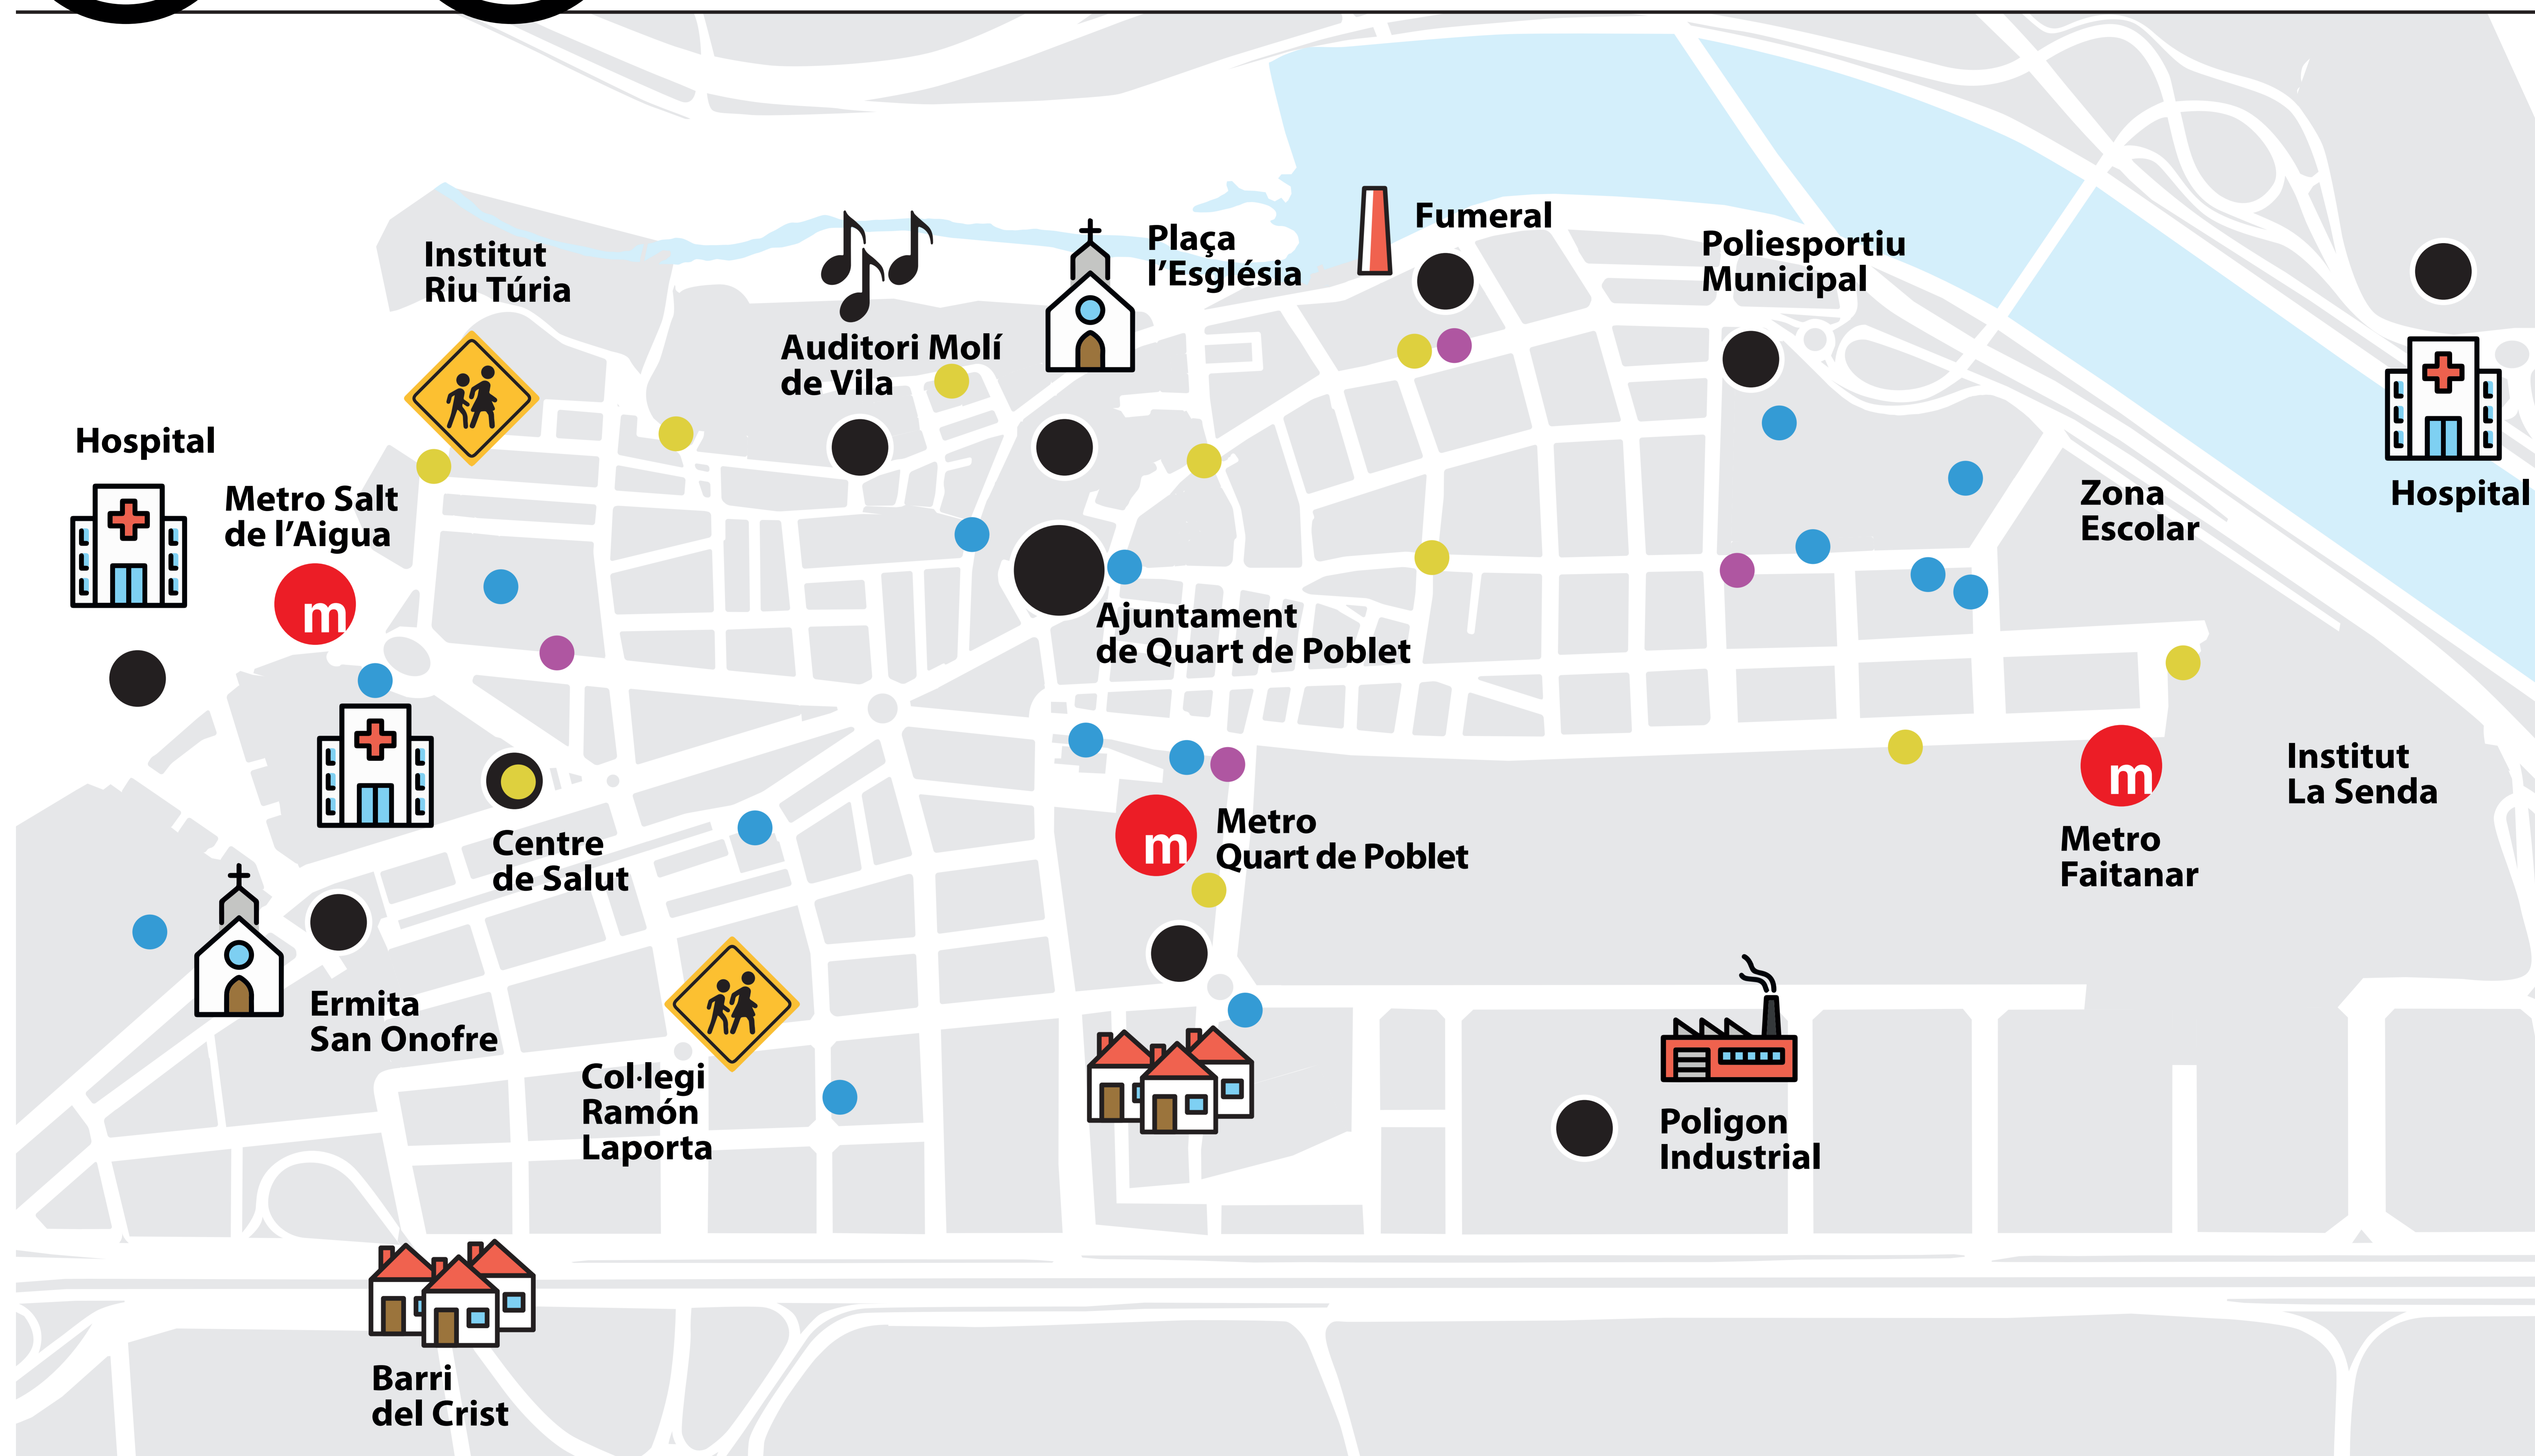 Institut
Riu Túria
Auditori Molí
de Vila
Plaça
l'Església
Fumeral
Poliesportiu
Municipal
Hospital
Metro Salt
de l'Aigua
m
Zona
Escolar
Hospital
Ajuntament
de Quart de Poblet
Centre
de Salut
m
Metro
Quart de Poblet
m
Metro
Faitanar
Institut
La Senda
Ermita
San Onofre
Col·legi
Ramón
Laporta
Poligon
Industrial
Barri
del Crist